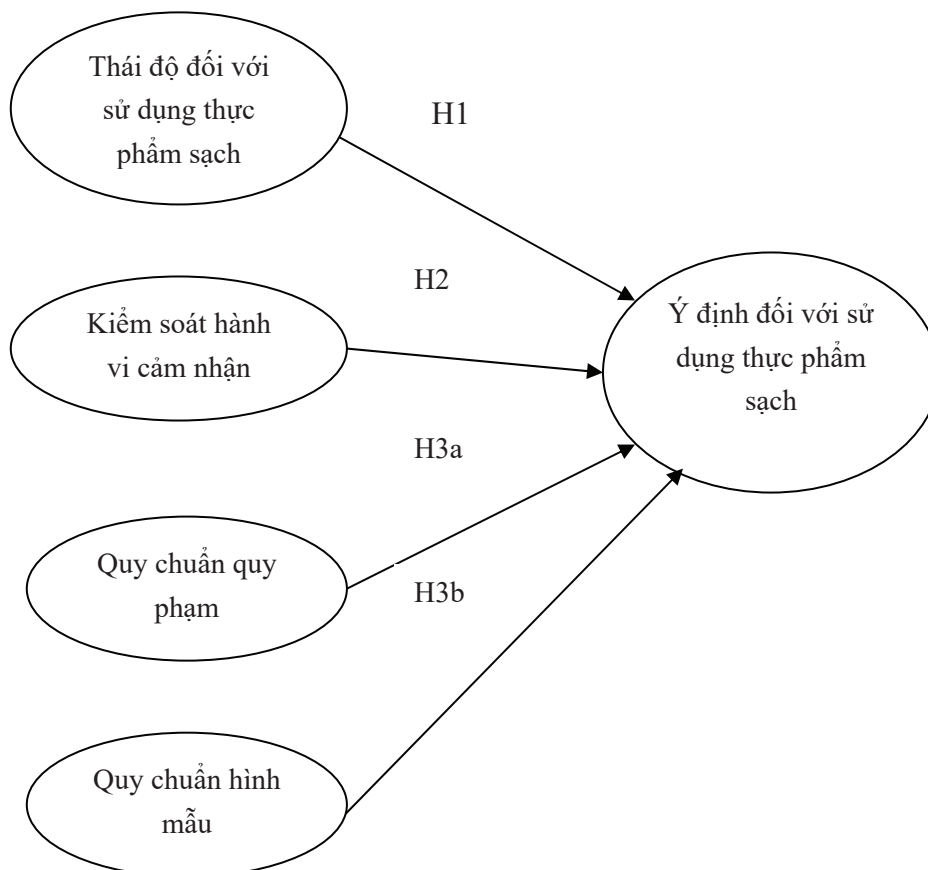 Thái độ đối với
sử dụng thực
phẩm sạch
H1
H2
Kiểm soát hành
vi cảm nhận
Ý định đối với sử
dụng thực phẩm
sạch
H3a
Quy chuẩn quy
phạm
H3b
Quy chuẩn hình
mẫu